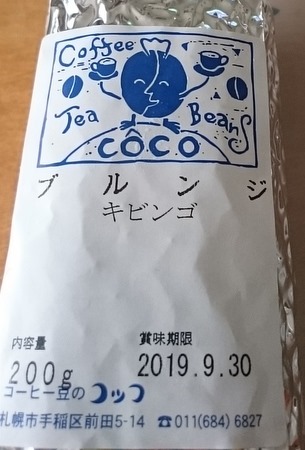 Coffee
Tea Beans
CÔCO
ブルンジ
キビンゴ
内容量 賞味期限
200g 2019.9.30
コーヒー豆のコッコ
札幌市手稲区前田5-14 ☎011(684)6827